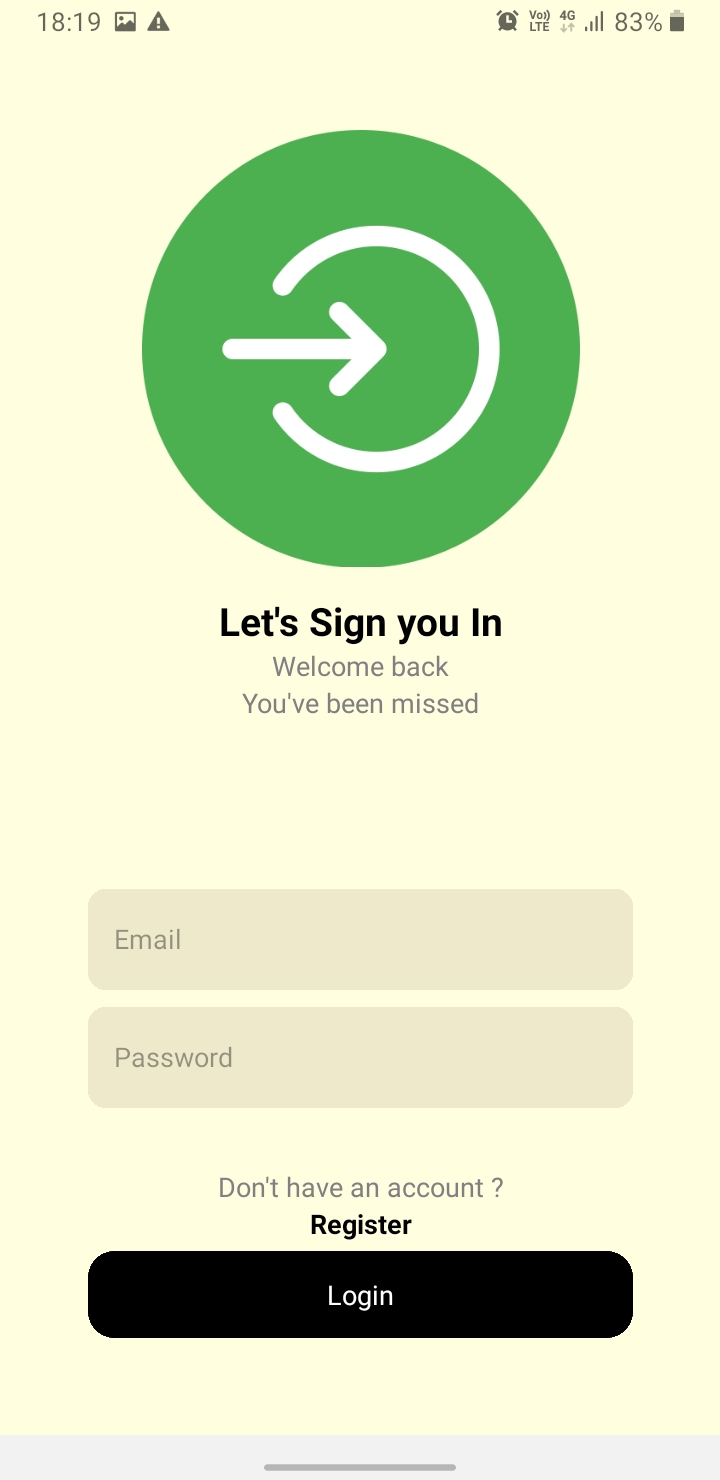 18:19 Vo)) LTE 4G 83%
Let's Sign you In
Welcome back
You've been missed
Email
Password
Don't have an account ?
Register
Login